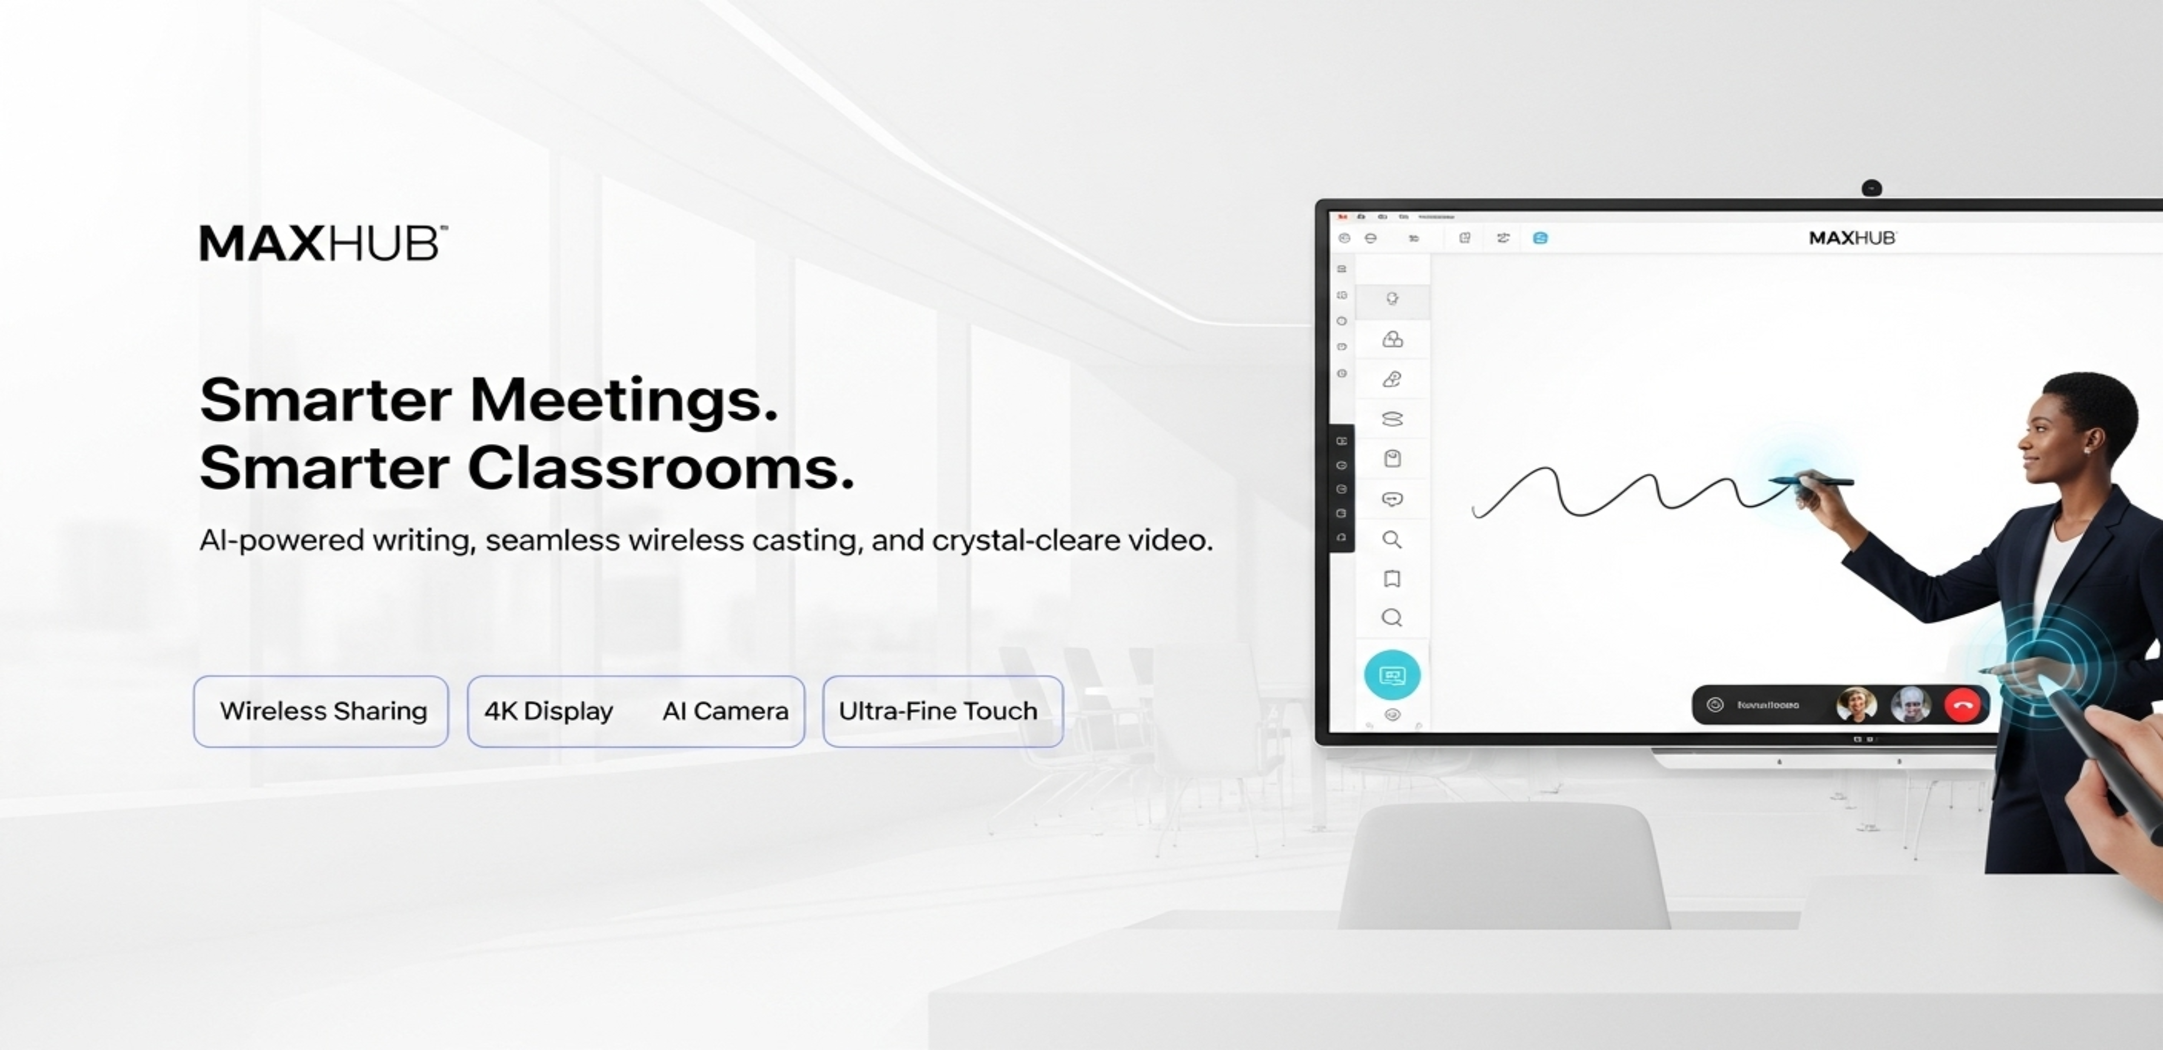 MAXHUB™
Smarter Meetings.
Smarter Classrooms.
AI-powered writing, seamless wireless casting, and crystal-cleare video.
Wireless Sharing
4K Display
AI Camera
Ultra-Fine Touch
MAXHUB